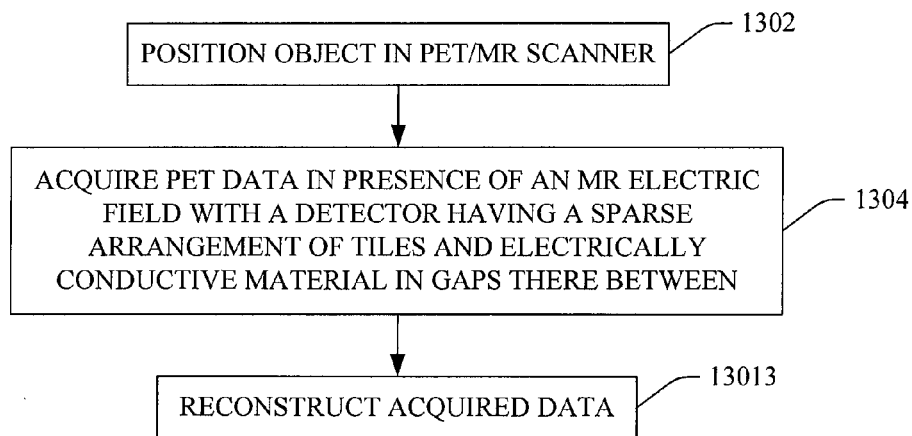 1302
POSITION OBJECT IN PET/MR SCANNER
ACQUIRE PET DATA IN PRESENCE OF AN MR ELECTRIC
FIELD WITH A DETECTOR HAVING A SPARSE
ARRANGEMENT OF TILES AND ELECTRICALLY
CONDUCTIVE MATERIAL IN GAPS THERE BETWEEN
1304
13013
RECONSTRUCT ACQUIRED DATA